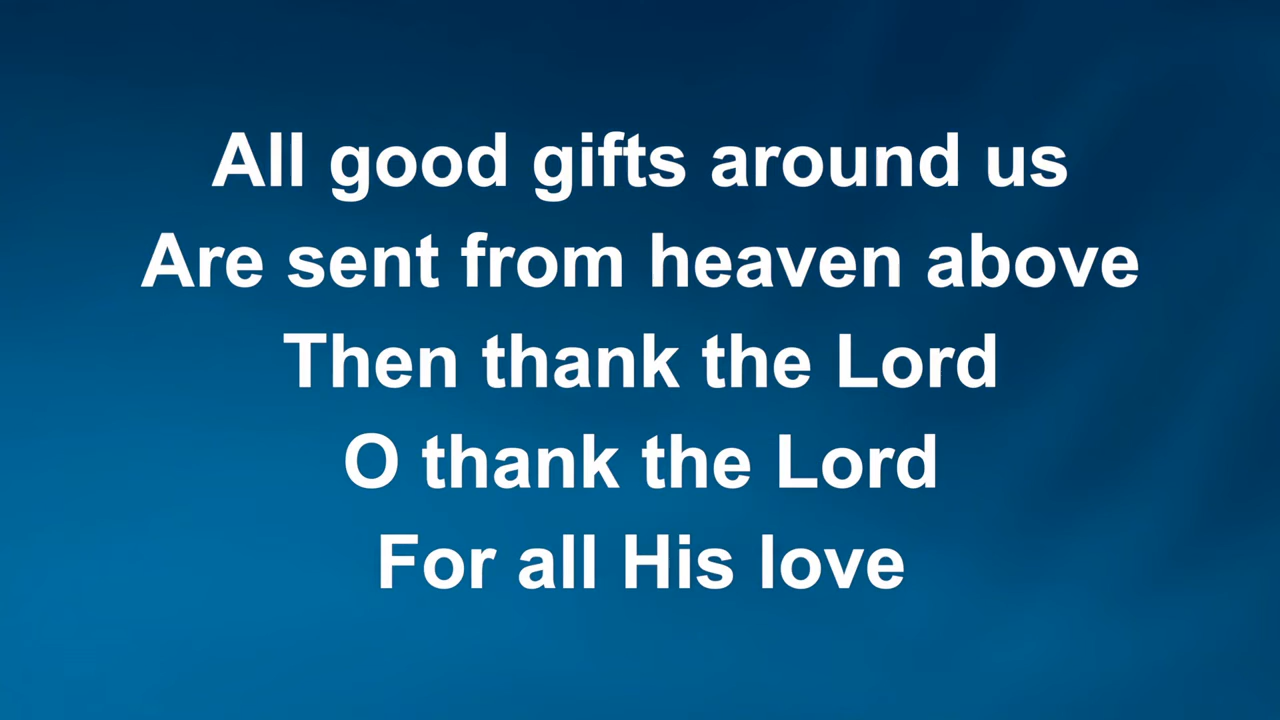 All good gifts around us
Are sent from heaven above
Then thank the Lord
O thank the Lord
For all His love